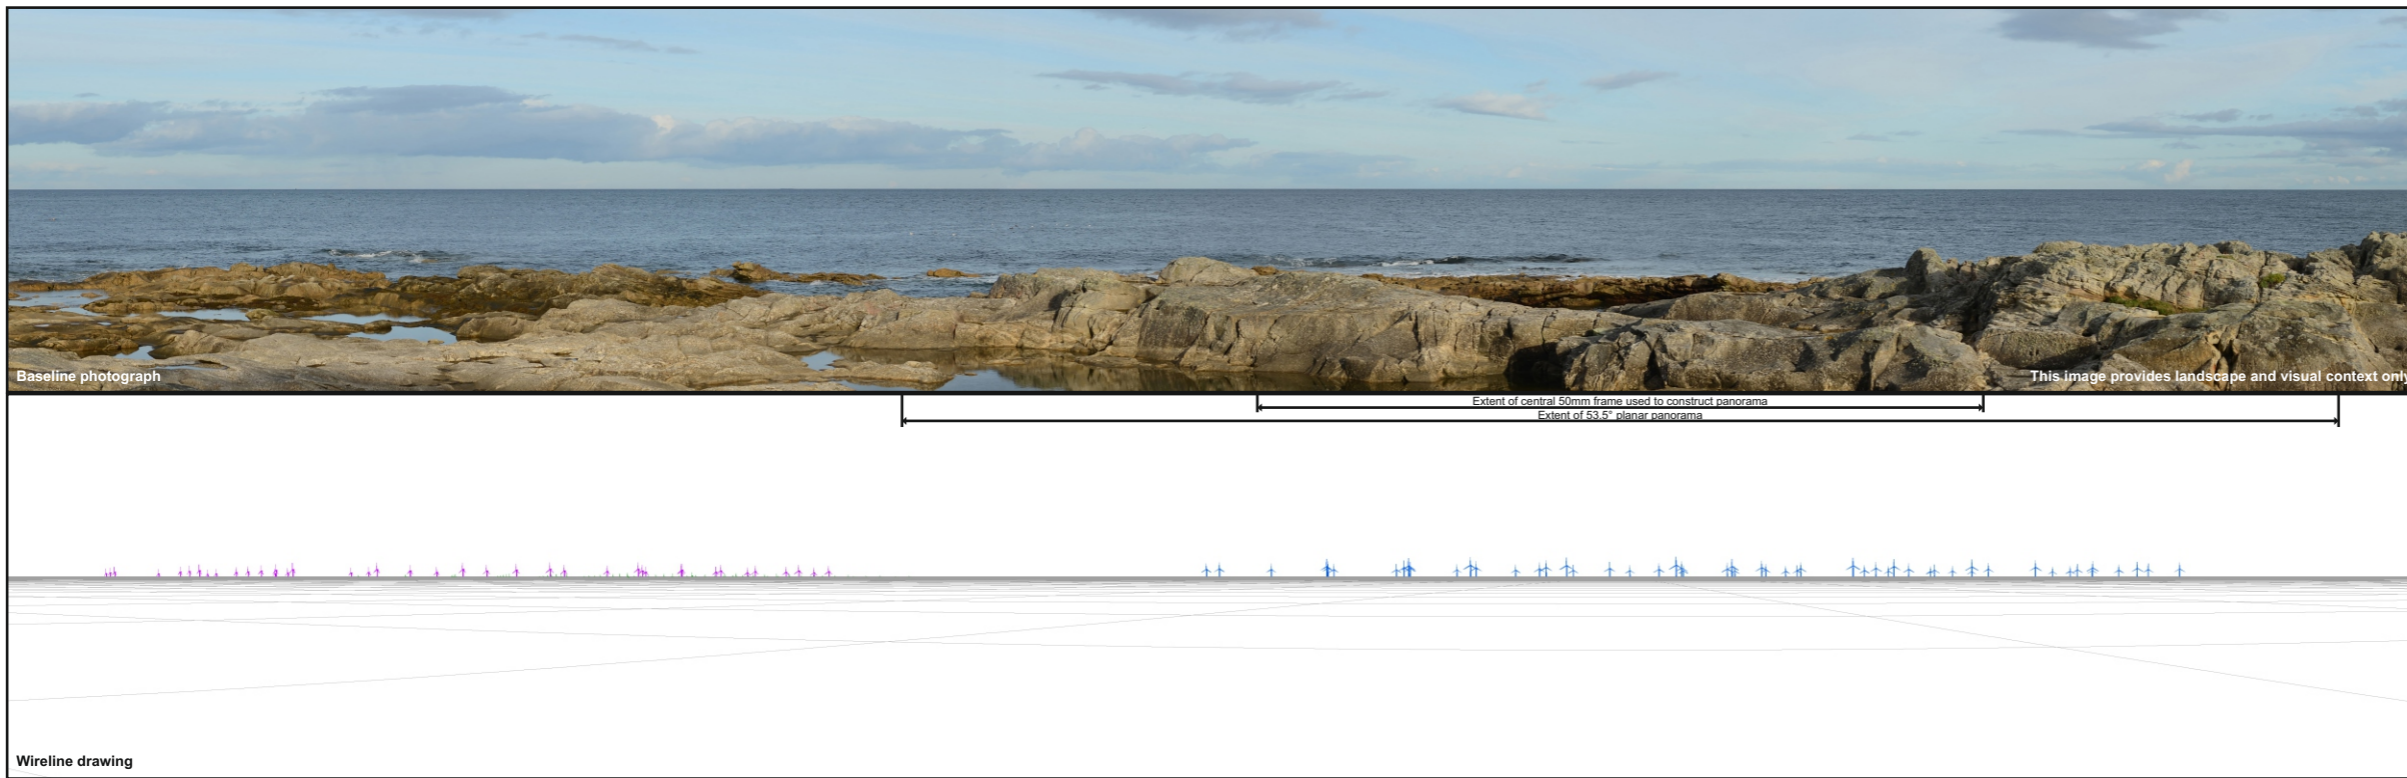 Baseline photograph
This image provides landscape and visual context only
Extent of central 50mm frame used to construct panorama
Extent of 53.5° planar panorama
Wireline drawing